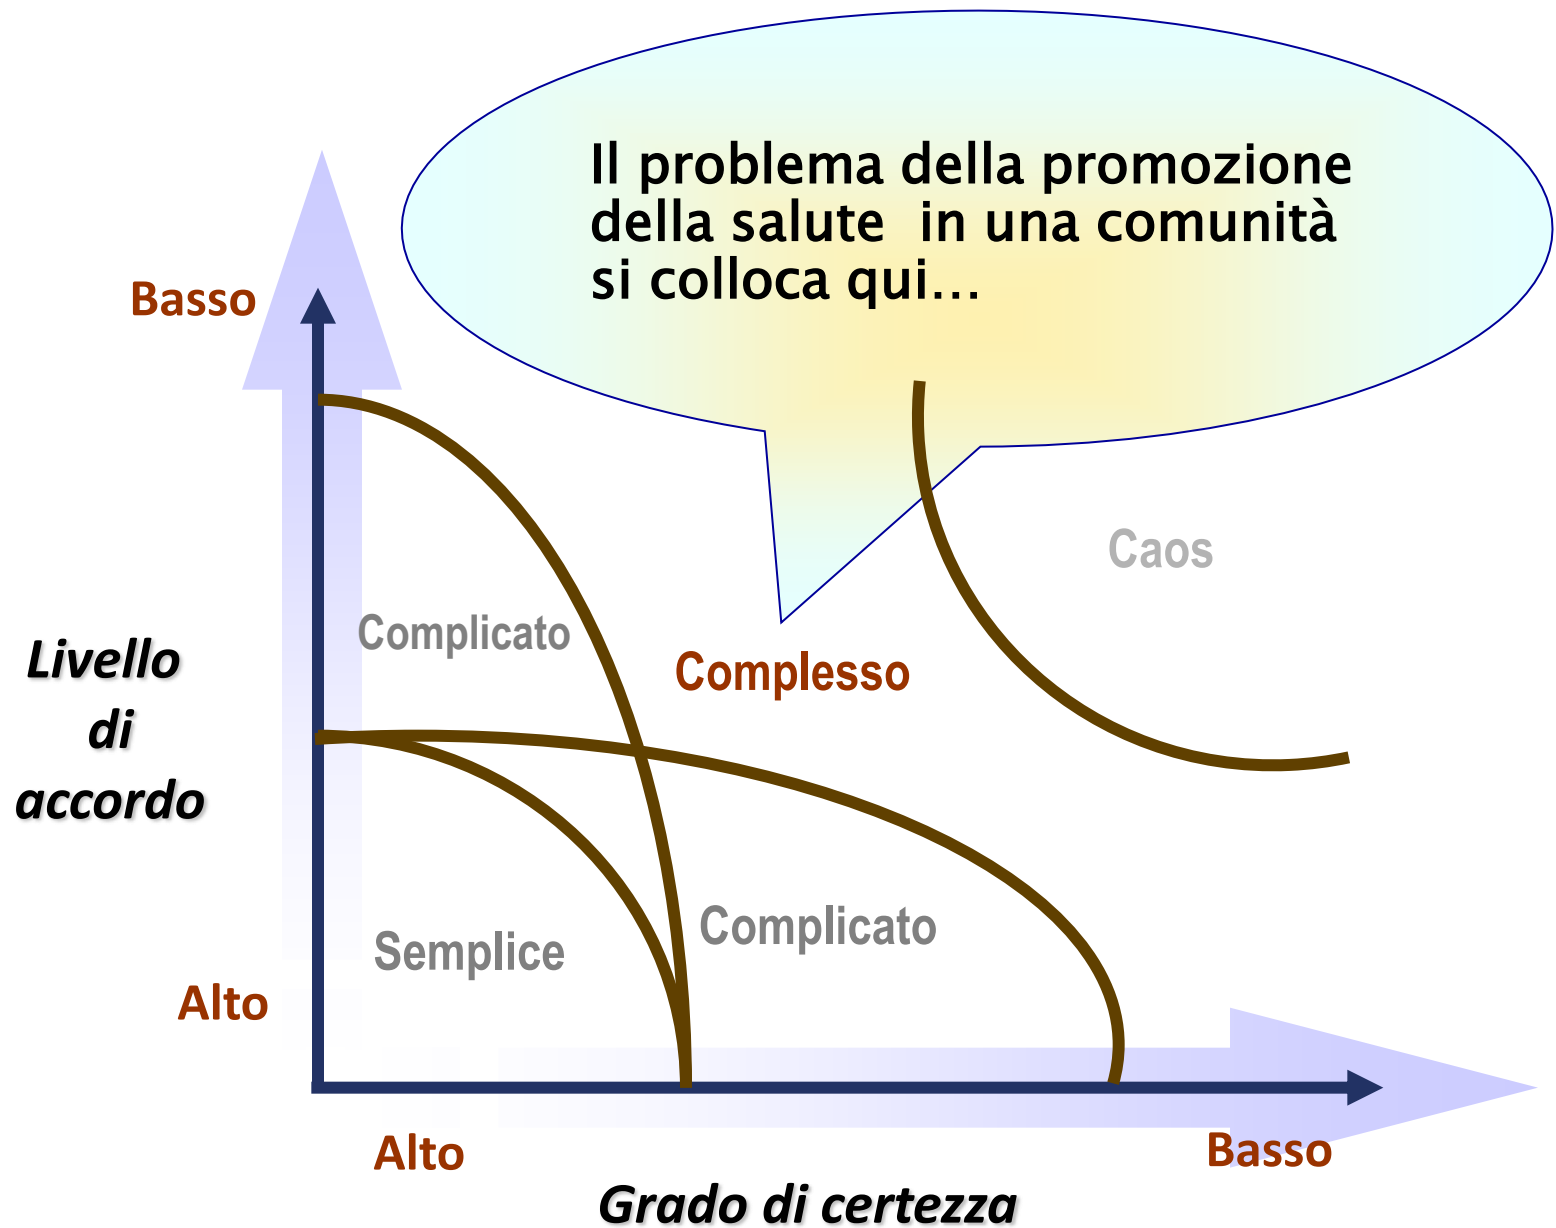 Il problema della promozione
della salute  in una comunità
si colloca qui...
Basso
Caos
Complicato
Livello
di
accordo
Complesso
Complicato
Semplice
Alto
Alto
Basso
Grado di certezza